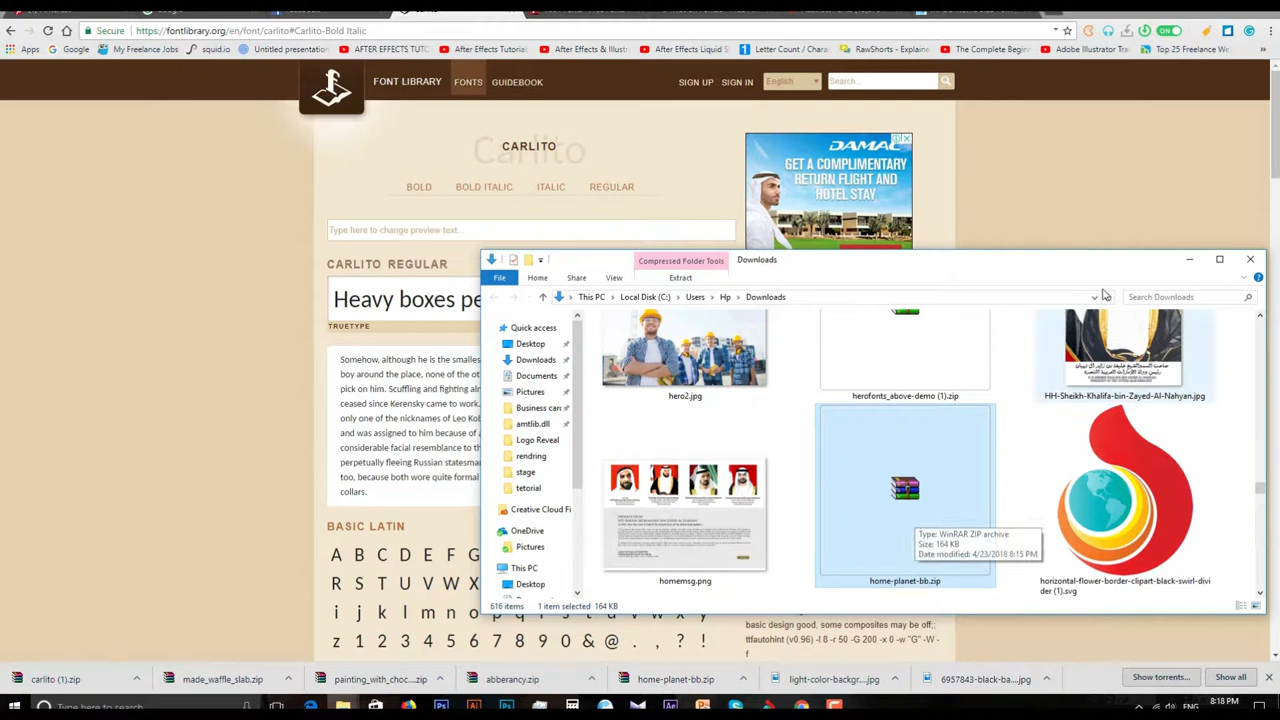 Secure
https://fontlibrary.org/en/font/carlito#Carlito-Bold Italic
ON
Apps
Google
My Freelance Jobs
squid.io
Untitled presentation
AFTER EFFECTS TUT
After Effects Tutorial
After Effects & Illust
After Effects Liquid S
Letter Count / Chara
RawShorts - Explaine
The Complete Begin
Adobe Illustrator Tra
Top 25 Freelance We
FONT LIBRARY
FONTS
GUIDEBOOK
SIGN UP
SIGN IN
English
Search...
Carlito
CARLITO
BOLD
BOLD ITALIC
ITALIC
REGULAR
DAMAC
GET A COMPLIMENTARY
RETURN FLIGHT AND
HOTEL STAY
Type here to change preview text...
CARLITO REGULAR
Heavy boxes pe
TRUETYPE
Somehow, although he is the smalles
boy around the place, none of the ot
pick on him. Scuffling and fighting alm
ceased since Kerensky came to work.
only one of the nicknames of Leo Kob
with an astounding facial resemblance to th
perpetually fleeing Russian statesma
too, because both wore quite formal
collars.
BASIC LATIN
A B C D E F G
R S T U V W X
i j k l m n o p q r s t u v w x y
z 1 2 3 4 5 6 7 8 9 0 & @ . , ? !
Compressed Folder Tools
Downloads
File
Home
Share
View
Extract
This PC
Local Disk (C:)
Users
Hp
Downloads
Search Downloads
Quick access
Desktop
Downloads
Documents
Pictures
Business car
amtlib.dll
Logo Reveal
rendring
stage
tetorial
Creative Cloud Fi
OneDrive
Pictures
This PC
Desktop
hero2.jpg
herofonts_above-demo (1).zip
HH-Sheikh-Khalifa-bin-Zayed-Al-Nahyan.jpg
homemsg.png
Type: WinRAR ZIP archive
Size: 164 KB
Date modified: 4/23/2018 8:15 PM
home-planet-bb.zip
horizontal-flower-border-clipart-black-swirl-divi
der (1).svg
616 items
1 item selected 164 KB
basic design good, some composites may be off;;
ttfautohint (v0.96) -l 8 -r 50 -G 200 -x 0 -w "G" -W -
f
carlito (1).zip
made_waffle_slab.zip
painting_with_choc....zip
abberancy.zip
home-planet-bb.zip
light-color-backgr....jpg
6957843-black-ba....jpg
Show torrents...
Show all
Type here to search
ENG
8:18 PM